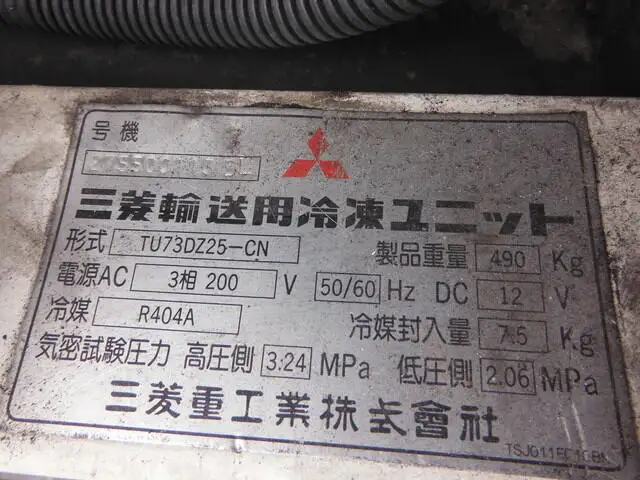 号機
三菱輸送用冷凍ユニット
形式 TU73DZ25-CN 製品重量 490 Kg
電源AC 3相 200 V 50/60 Hz DC 12 V
冷媒 R404A 冷媒封入量 7.5 Kg
気密試験圧力 高圧側 3.24 MPa 低圧側 2.06 MPa
三菱重工業株式會社